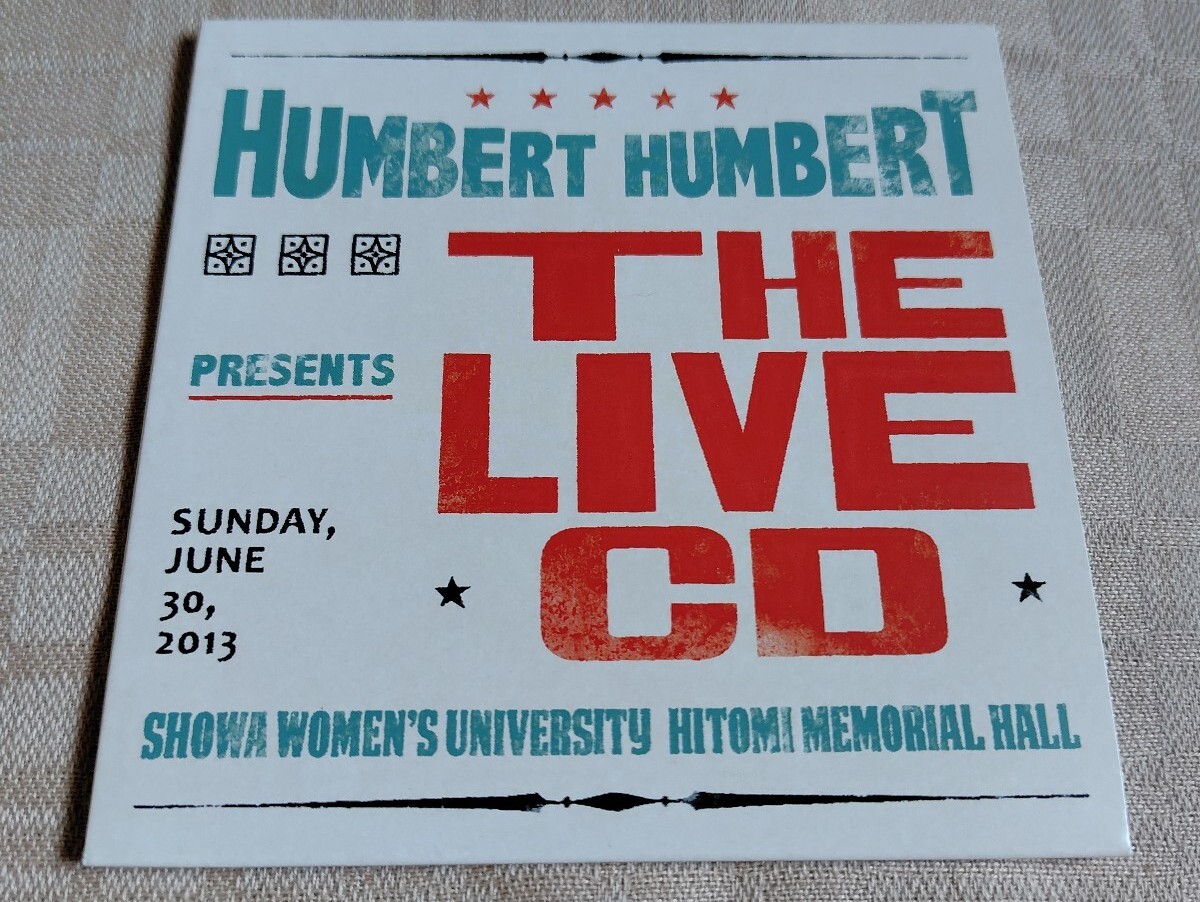 HUMBERT HUMBERT
PRESENTS
THE
LIVE
CD
SUNDAY,
JUNE
30,
2013
SHOWA WOMEN'S UNIVERSITY HITOMI MEMORIAL HALL